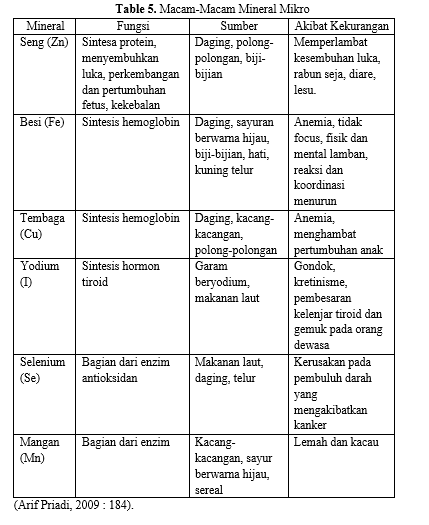 Table 5. Macam-Macam Mineral Mikro
Mineral Fungsi Sumber Akibat Kekurangan
Seng (Zn) Sintesa protein, menyembuhkan luka, perkembangan dan pertumbuhan fetus, kekebalan Daging, polong-polongan, biji-bijian Memperlambat kesembuhan luka, rabun seja, diare, lesu.
Besi (Fe) Sintesis hemoglobin Daging, sayuran berwarna hijau, biji-bijian, hati, kuning telur Anemia, tidak focus, fisik dan mental lamban, reaksi dan koordinasi menurun
Tembaga (Cu) Sintesis hemoglobin Daging, kacang-kacangan, polong-polongan Anemia, menghambat pertumbuhan anak
Yodium (I) Sintesis hormon tiroid Garam beryodium, makanan laut Gondok, kretinisme, pembesaran kelenjar tiroid dan gemuk pada orang dewasa
Selenium (Se) Bagian dari enzim antioksidan Makanan laut, daging, telur Kerusakan pada pembuluh darah yang mengakibatkan kanker
Mangan (Mn) Bagian dari enzim Kacang-kacangan, sayur berwarna hijau, sereal Lemah dan kacau
(Arif Priadi, 2009 : 184).